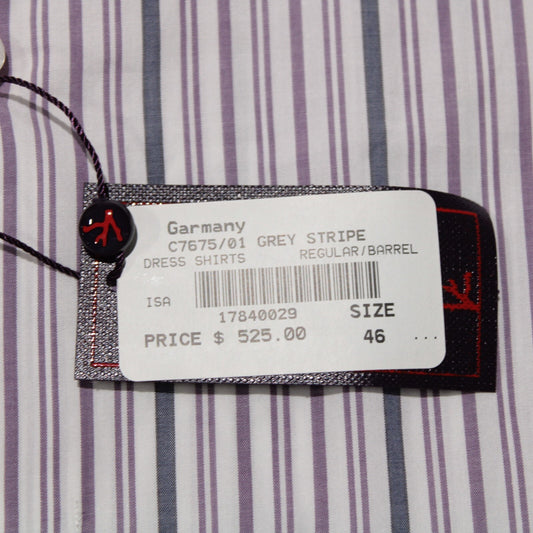 Garmany
C7675/01 GREY STRIPE
DRESS SHIRTS REGULAR/BARREL
ISA
17840029 SIZE
PRICE $ 525.00 46 ...